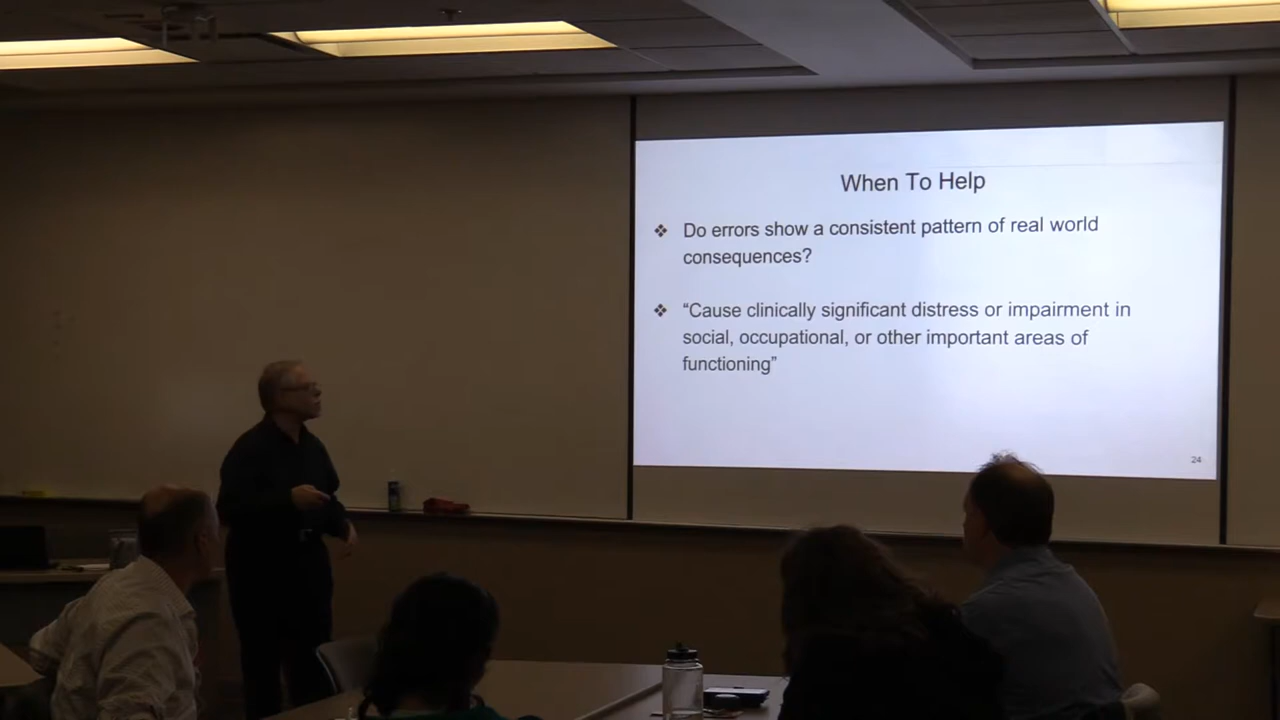 When To Help
❖ Do errors show a consistent pattern of real world
consequences?
❖ “Cause clinically significant distress or impairment in
social, occupational, or other important areas of
functioning”
24